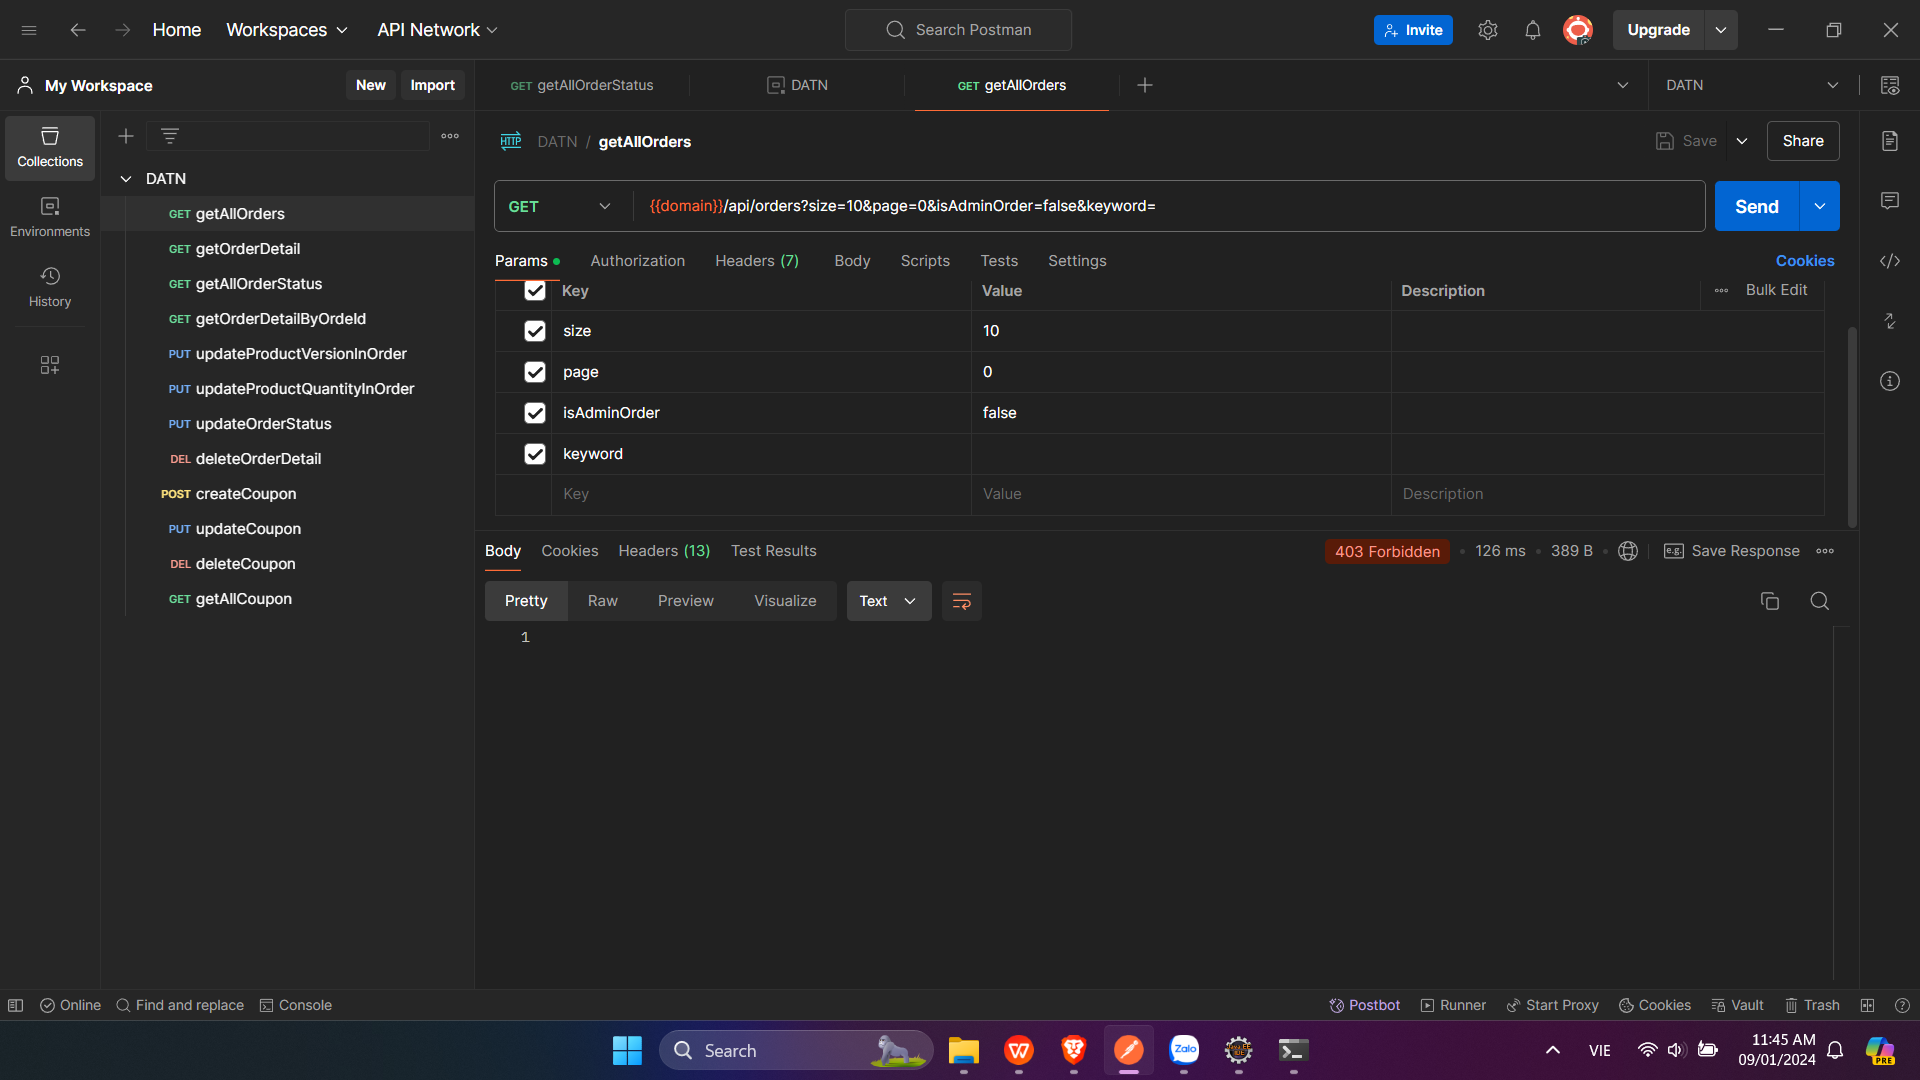 Home
Workspaces
API Network
Search Postman
Invite
Upgrade
My Workspace
New
Import
GET getAllOrderStatus
DATN
GET getAllOrders
DATN
Collections
Environments
History
DATN
GET getAllOrders
GET getOrderDetail
GET getAllOrderStatus
GET getOrderDetailByOrdeId
PUT updateProductVersionInOrder
PUT updateProductQuantityInOrder
PUT updateOrderStatus
DEL deleteOrderDetail
POST createCoupon
PUT updateCoupon
DEL deleteCoupon
GET getAllCoupon
HTTP DATN / getAllOrders
Save
Share
GET {{domain}}/api/orders?size=10&page=0&isAdminOrder=false&keyword=
Send
Params Authorization Headers (7) Body Scripts Tests Settings Cookies
Key Value Description Bulk Edit
size 10
page 0
isAdminOrder false
keyword
Key Value Description
Body Cookies Headers (13) Test Results 403 Forbidden 126 ms 389 B e.g. Save Response
Pretty Raw Preview Visualize Text
1
Online Find and replace Console Postbot Runner Start Proxy Cookies Vault Trash
Search
Zalo
VIE
11:45 AM
09/01/2024
PRE